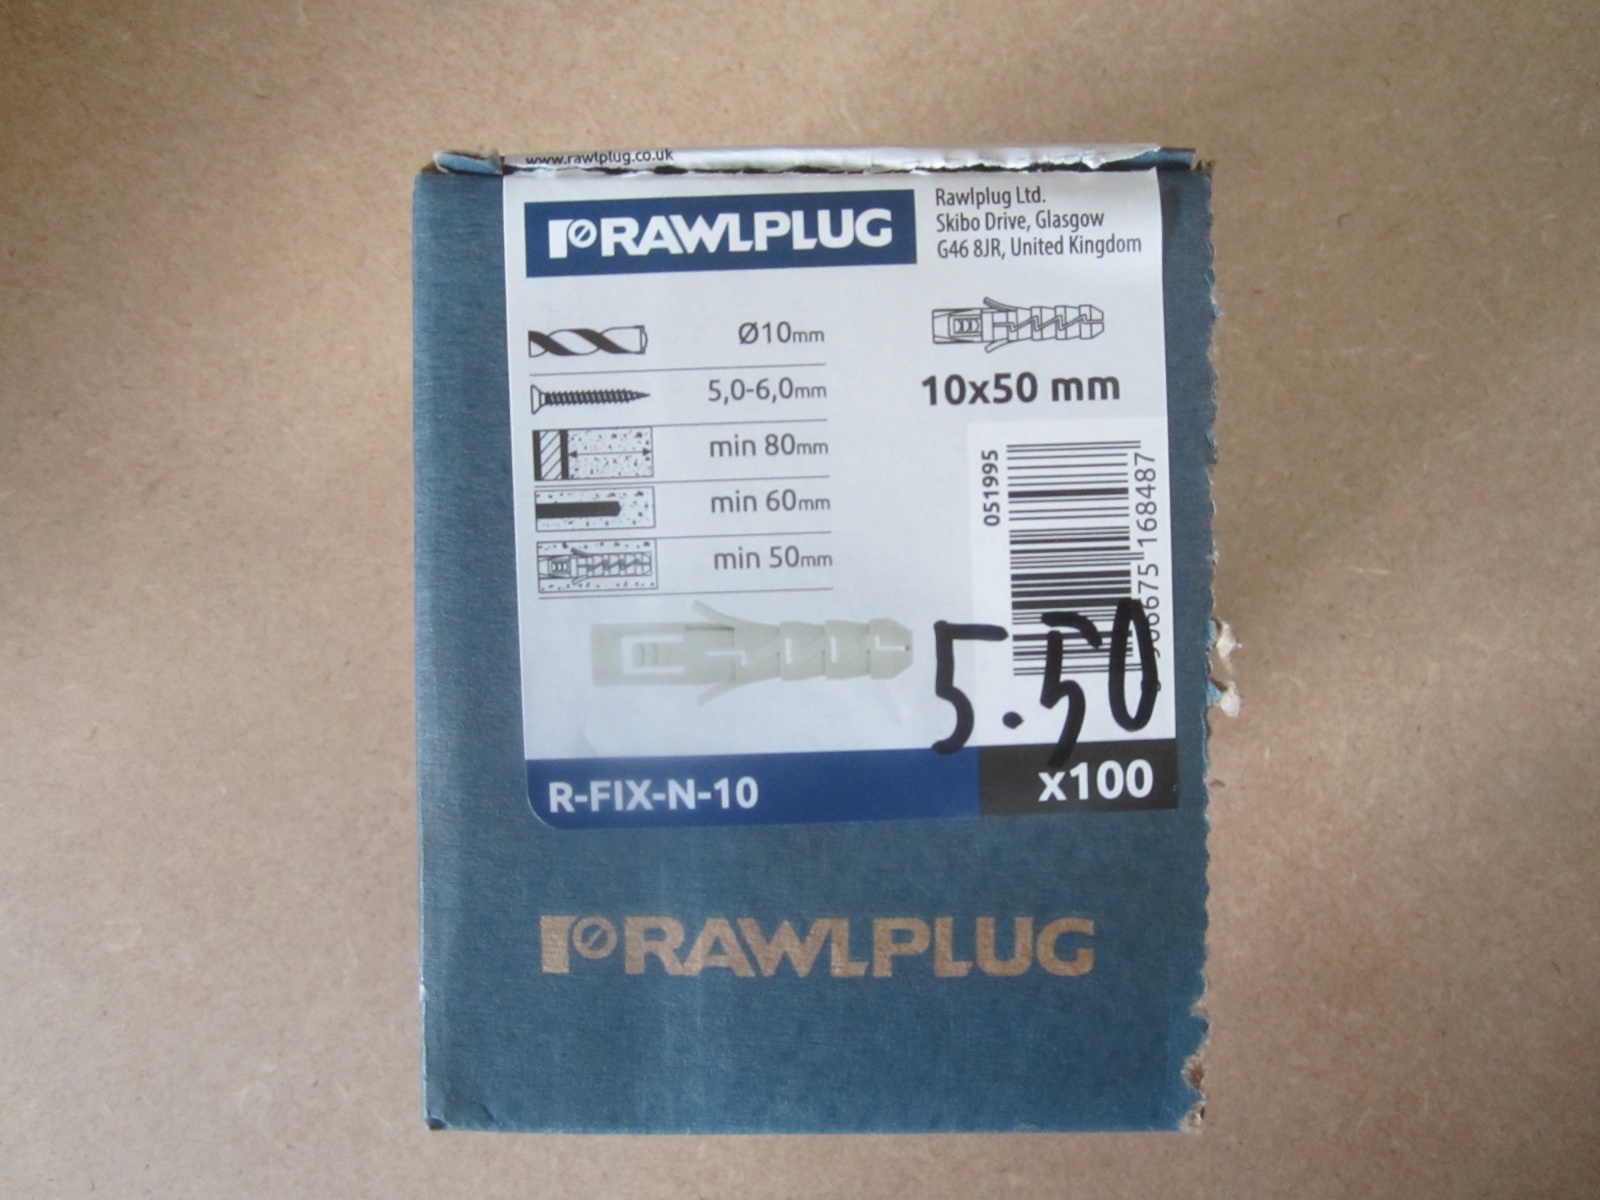 www.rawlplug.co.uk
RAWLPLUG
Rawlplug Ltd.
Skibo Drive, Glasgow
G46 8JR, United Kingdom
Ø10mm
5,0-6,0mm
min 80mm
min 60mm
min 50mm
10x50 mm
051995
168487
5.50
R-FIX-N-10
x100
RAWLPLUG